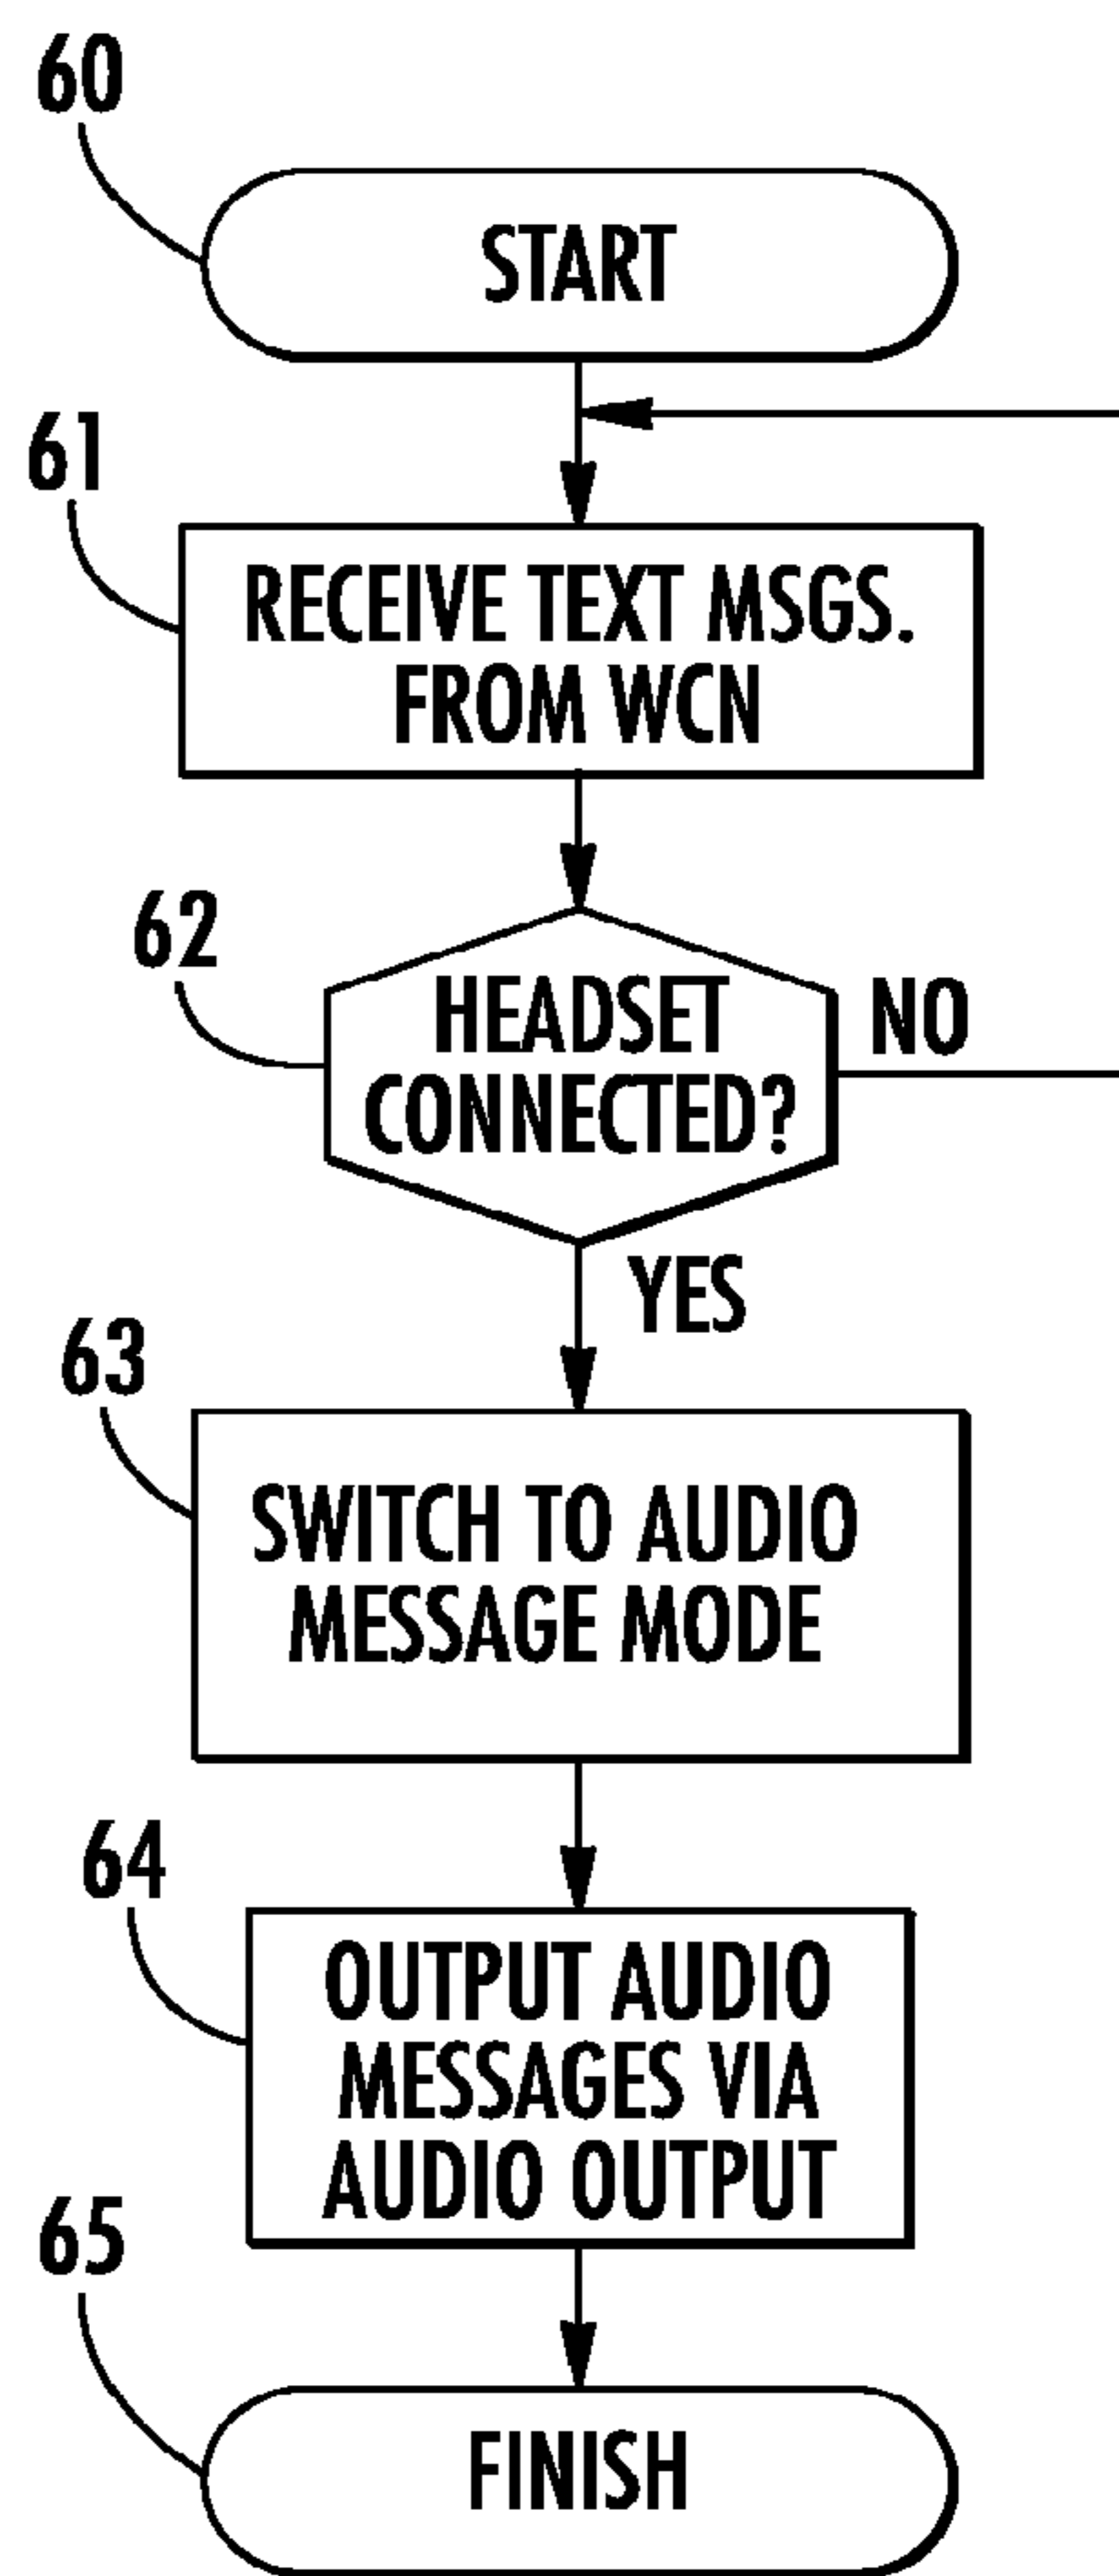 60
START
61
RECEIVE TEXT MSGS.
FROM WCN
62
HEADSET
CONNECTED?
NO
YES
63
SWITCH TO AUDIO
MESSAGE MODE
64
OUTPUT AUDIO
MESSAGES VIA
AUDIO OUTPUT
65
FINISH